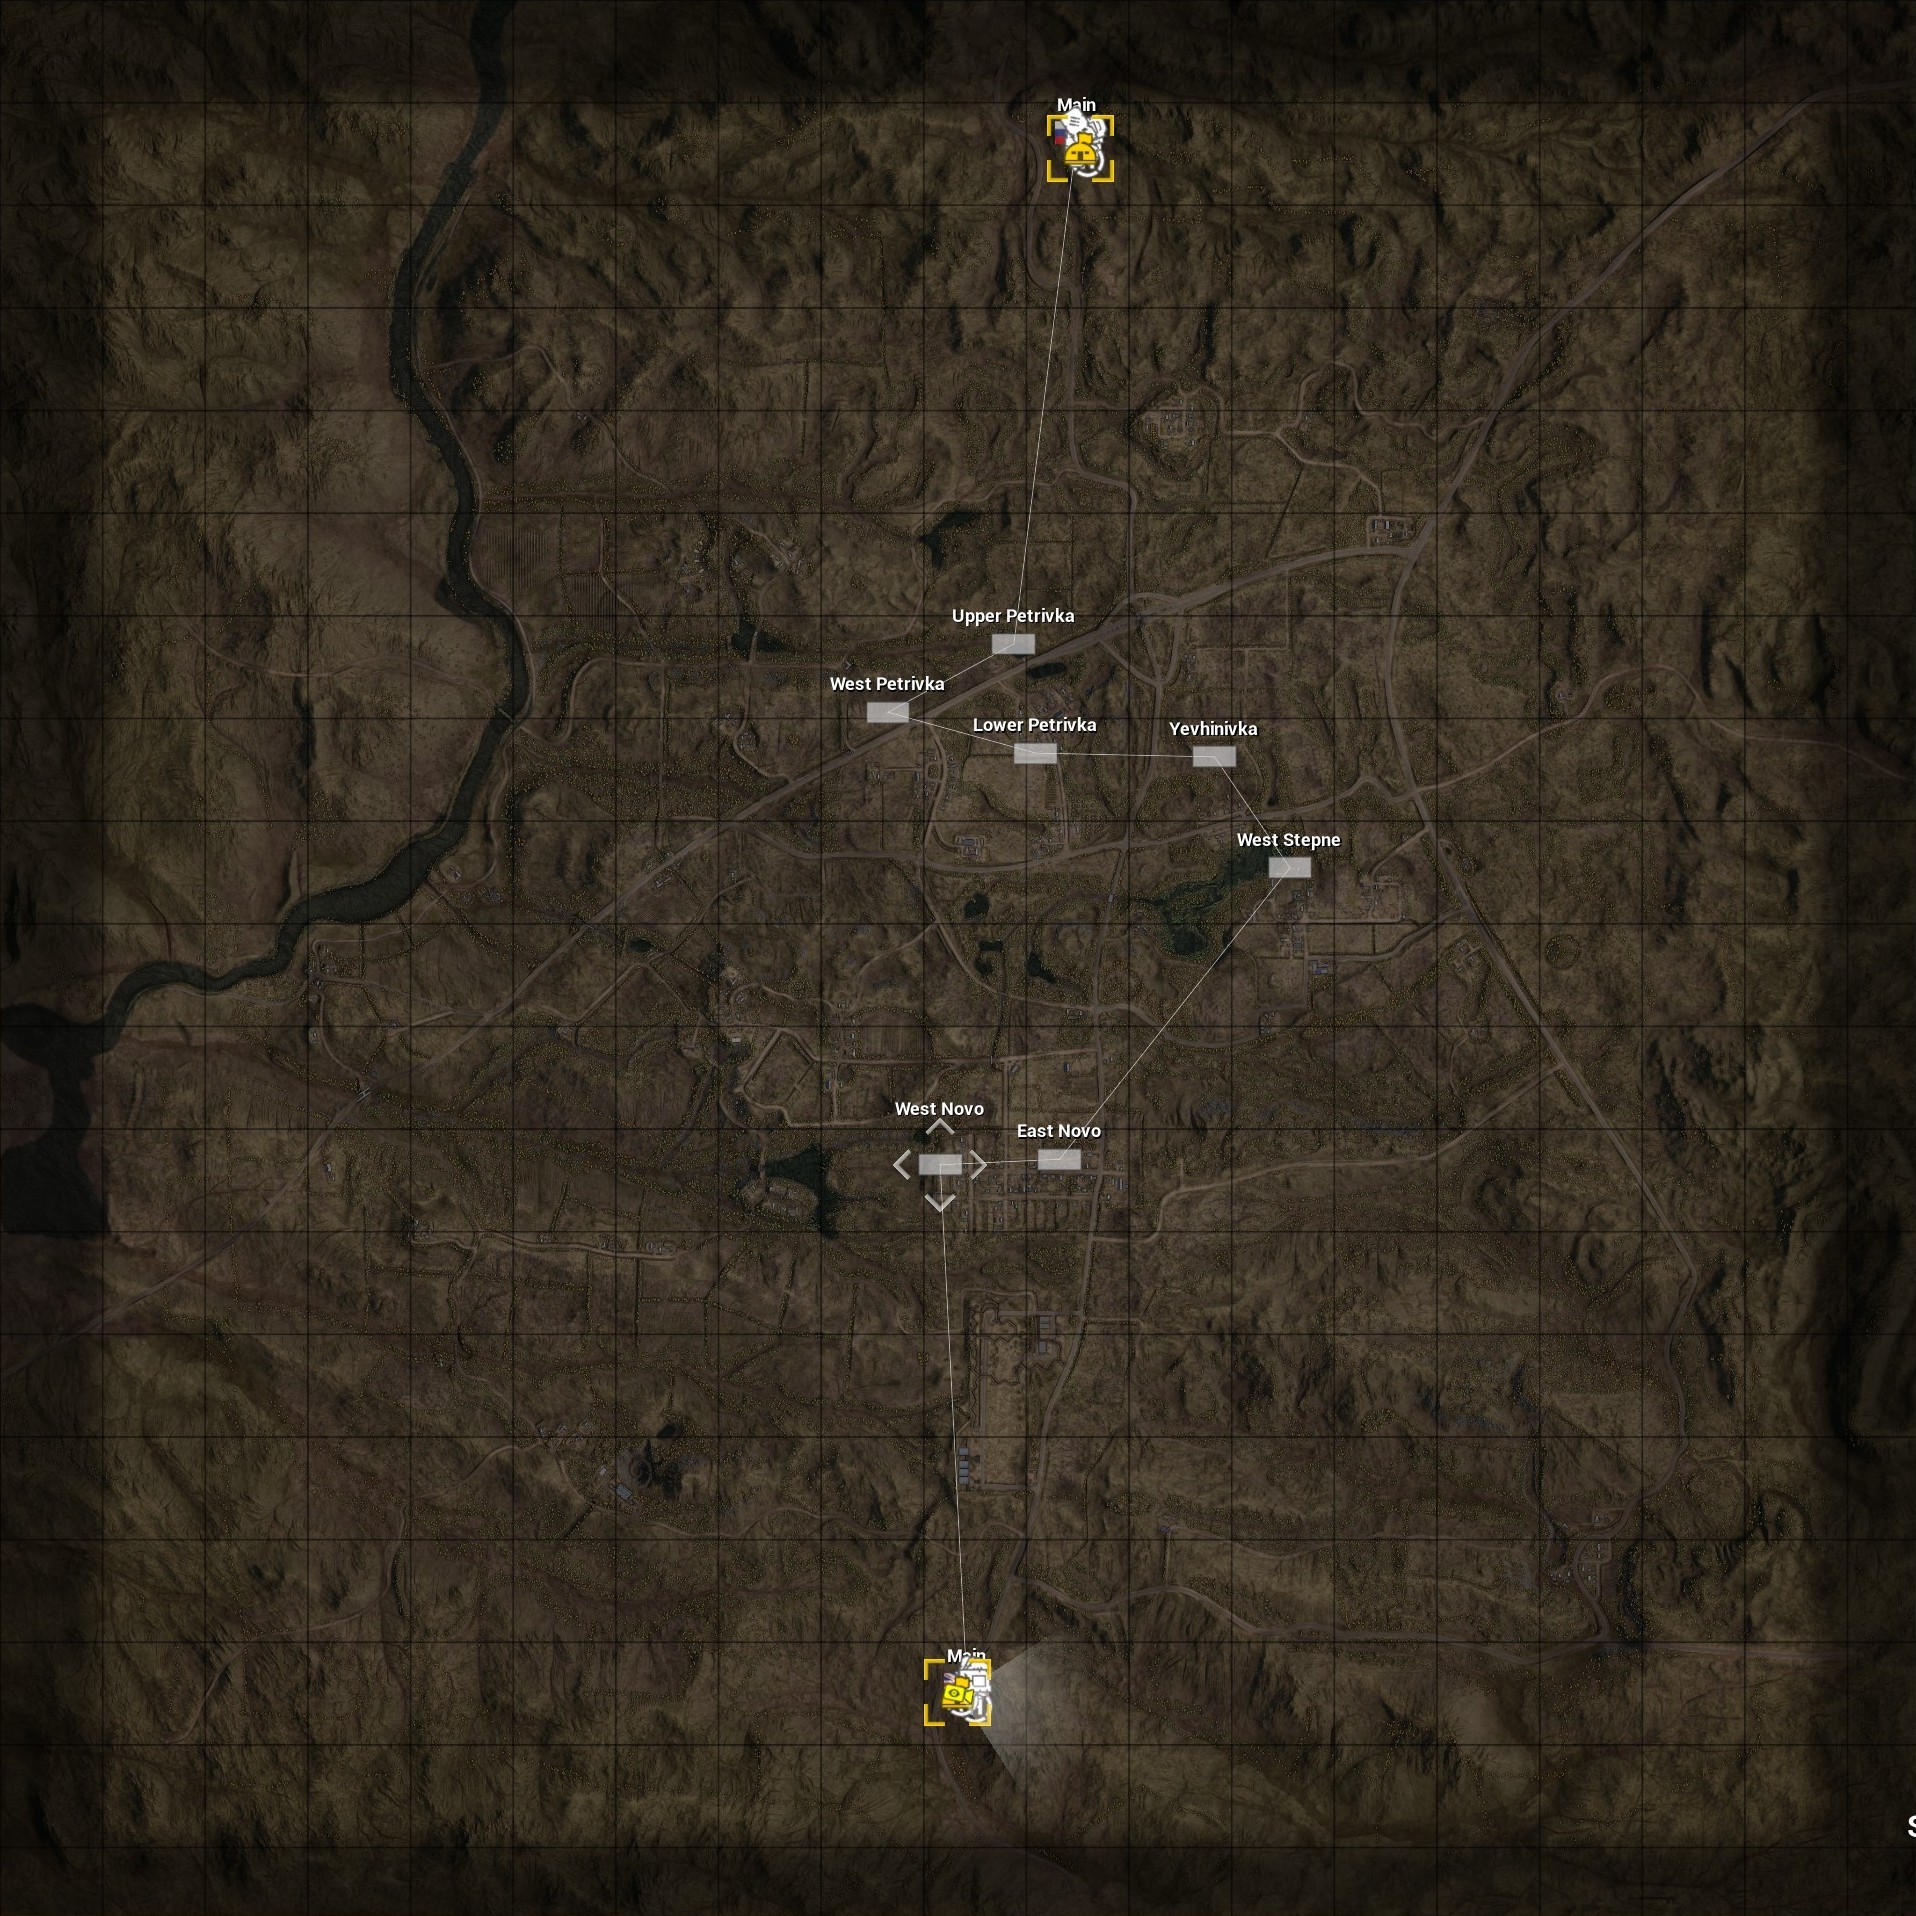 Main
Upper Petrivka
West Petrivka
Lower Petrivka
Yevhinivka
West Stepne
West Novo
East Novo
Main
S